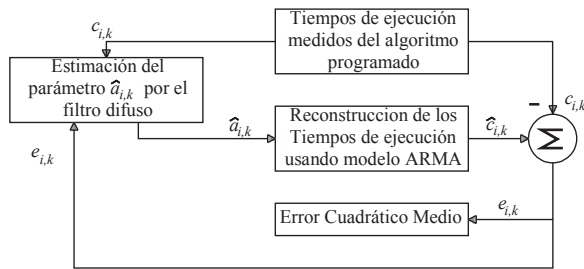 c_{i,k}
Tiempos de ejecución
medidos del algoritmo
programado
Estimación del
parámetro â_{i,k} por el
filtro difuso
c_{i,k}
−
â_{i,k}
Reconstruccion de los
Tiempos de ejecución
usando modelo ARMA
ĉ_{i,k}
Σ
e_{i,k}
e_{i,k}
Error Cuadrático Medio